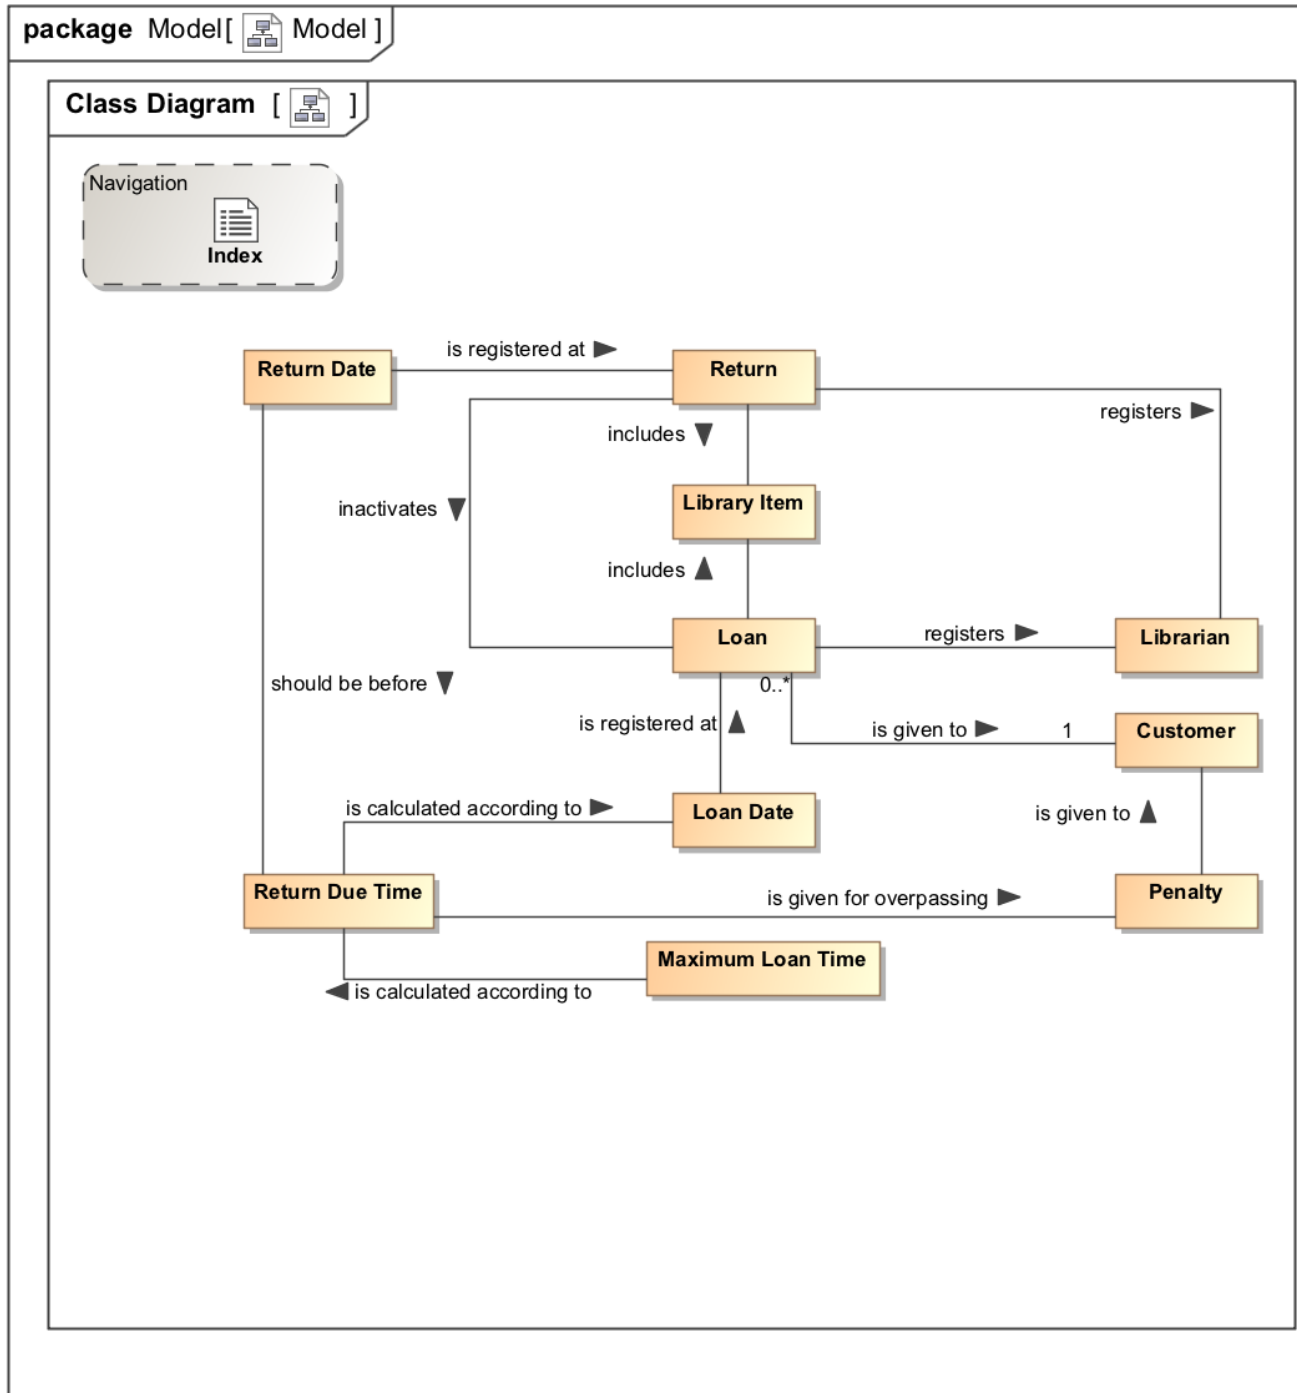 package Model[ Model ]
Class Diagram [ ]
Navigation
Index
Return Date
is registered at
Return
registers
includes
inactivates
Library Item
includes
Loan
registers
Librarian
0..*
should be before
is registered at
is given to
1
Customer
is calculated according to
Loan Date
is given to
Return Due Time
is given for overpassing
Penalty
Maximum Loan Time
is calculated according to